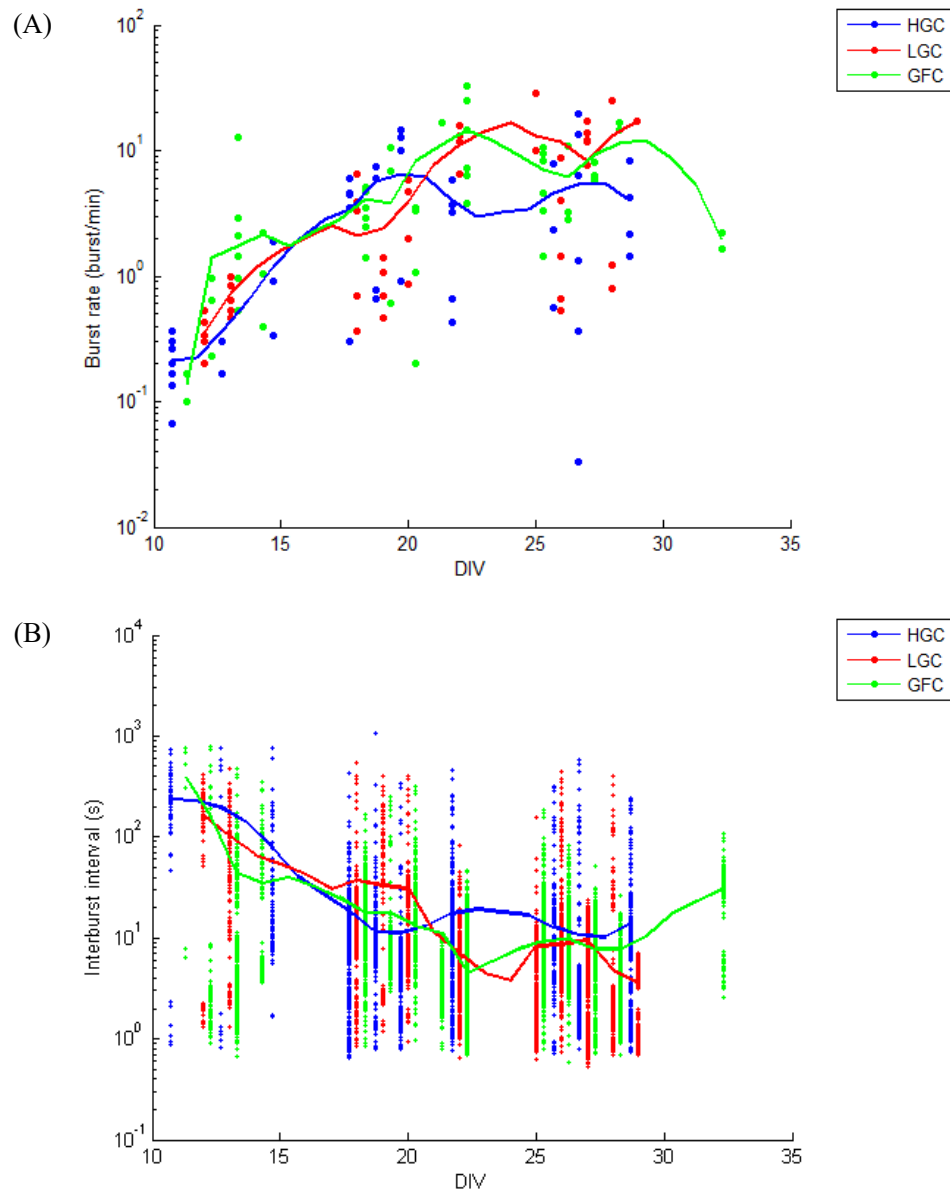 (A)
10^2
10^1
10^0
10^-1
10^-2
Burst rate (burst/min)
10 15 20 25 30 35
DIV
HGC
LGC
GFC
(B)
10^4
10^3
10^2
10^1
10^0
10^-1
Interburst interval (s)
10 15 20 25 30 35
DIV
HGC
LGC
GFC